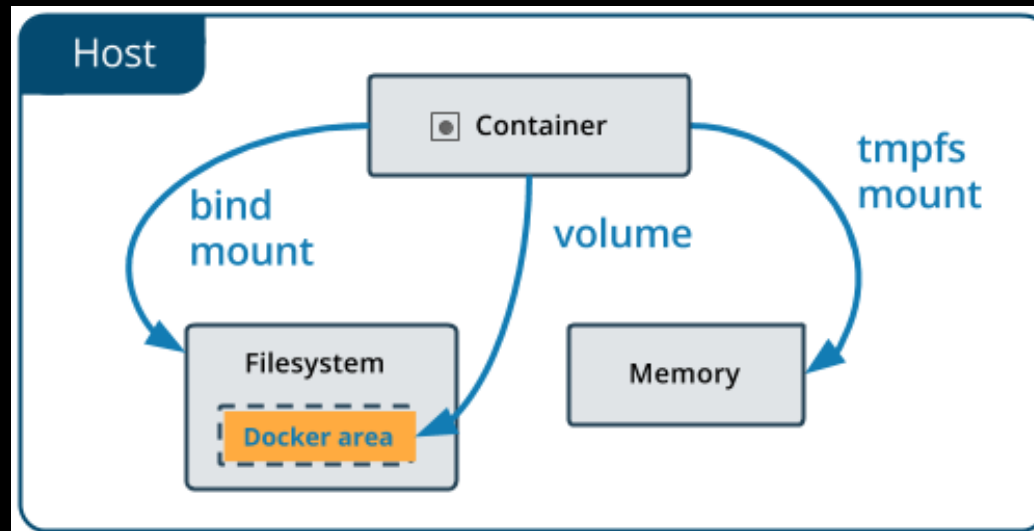 Host
Container
tmpfs
mount
bind
mount
volume
Filesystem
Memory
Docker area